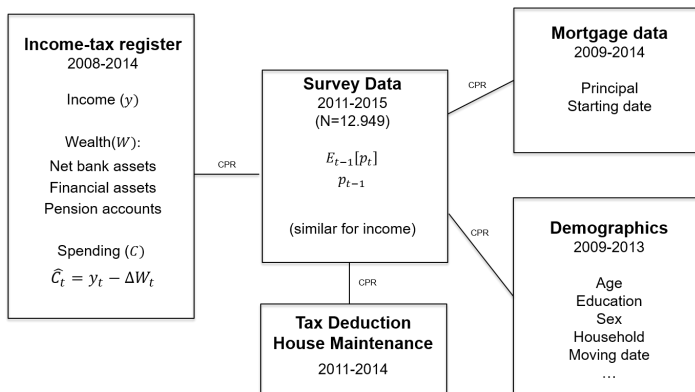 Income-tax register
2008-2014
Income (y)
Wealth(W):
Net bank assets
Financial assets
Pension accounts
Spending (C)
Ĉ_t = y_t − ΔW_t
CPR
Survey Data
2011-2015
(N=12.949)
E_{t−1}[p_t]
p_{t−1}
(similar for income)
CPR
Mortgage data
2009-2014
Principal
Starting date
CPR
Demographics
2009-2013
Age
Education
Sex
Household
Moving date
…
CPR
Tax Deduction
House Maintenance
2011-2014